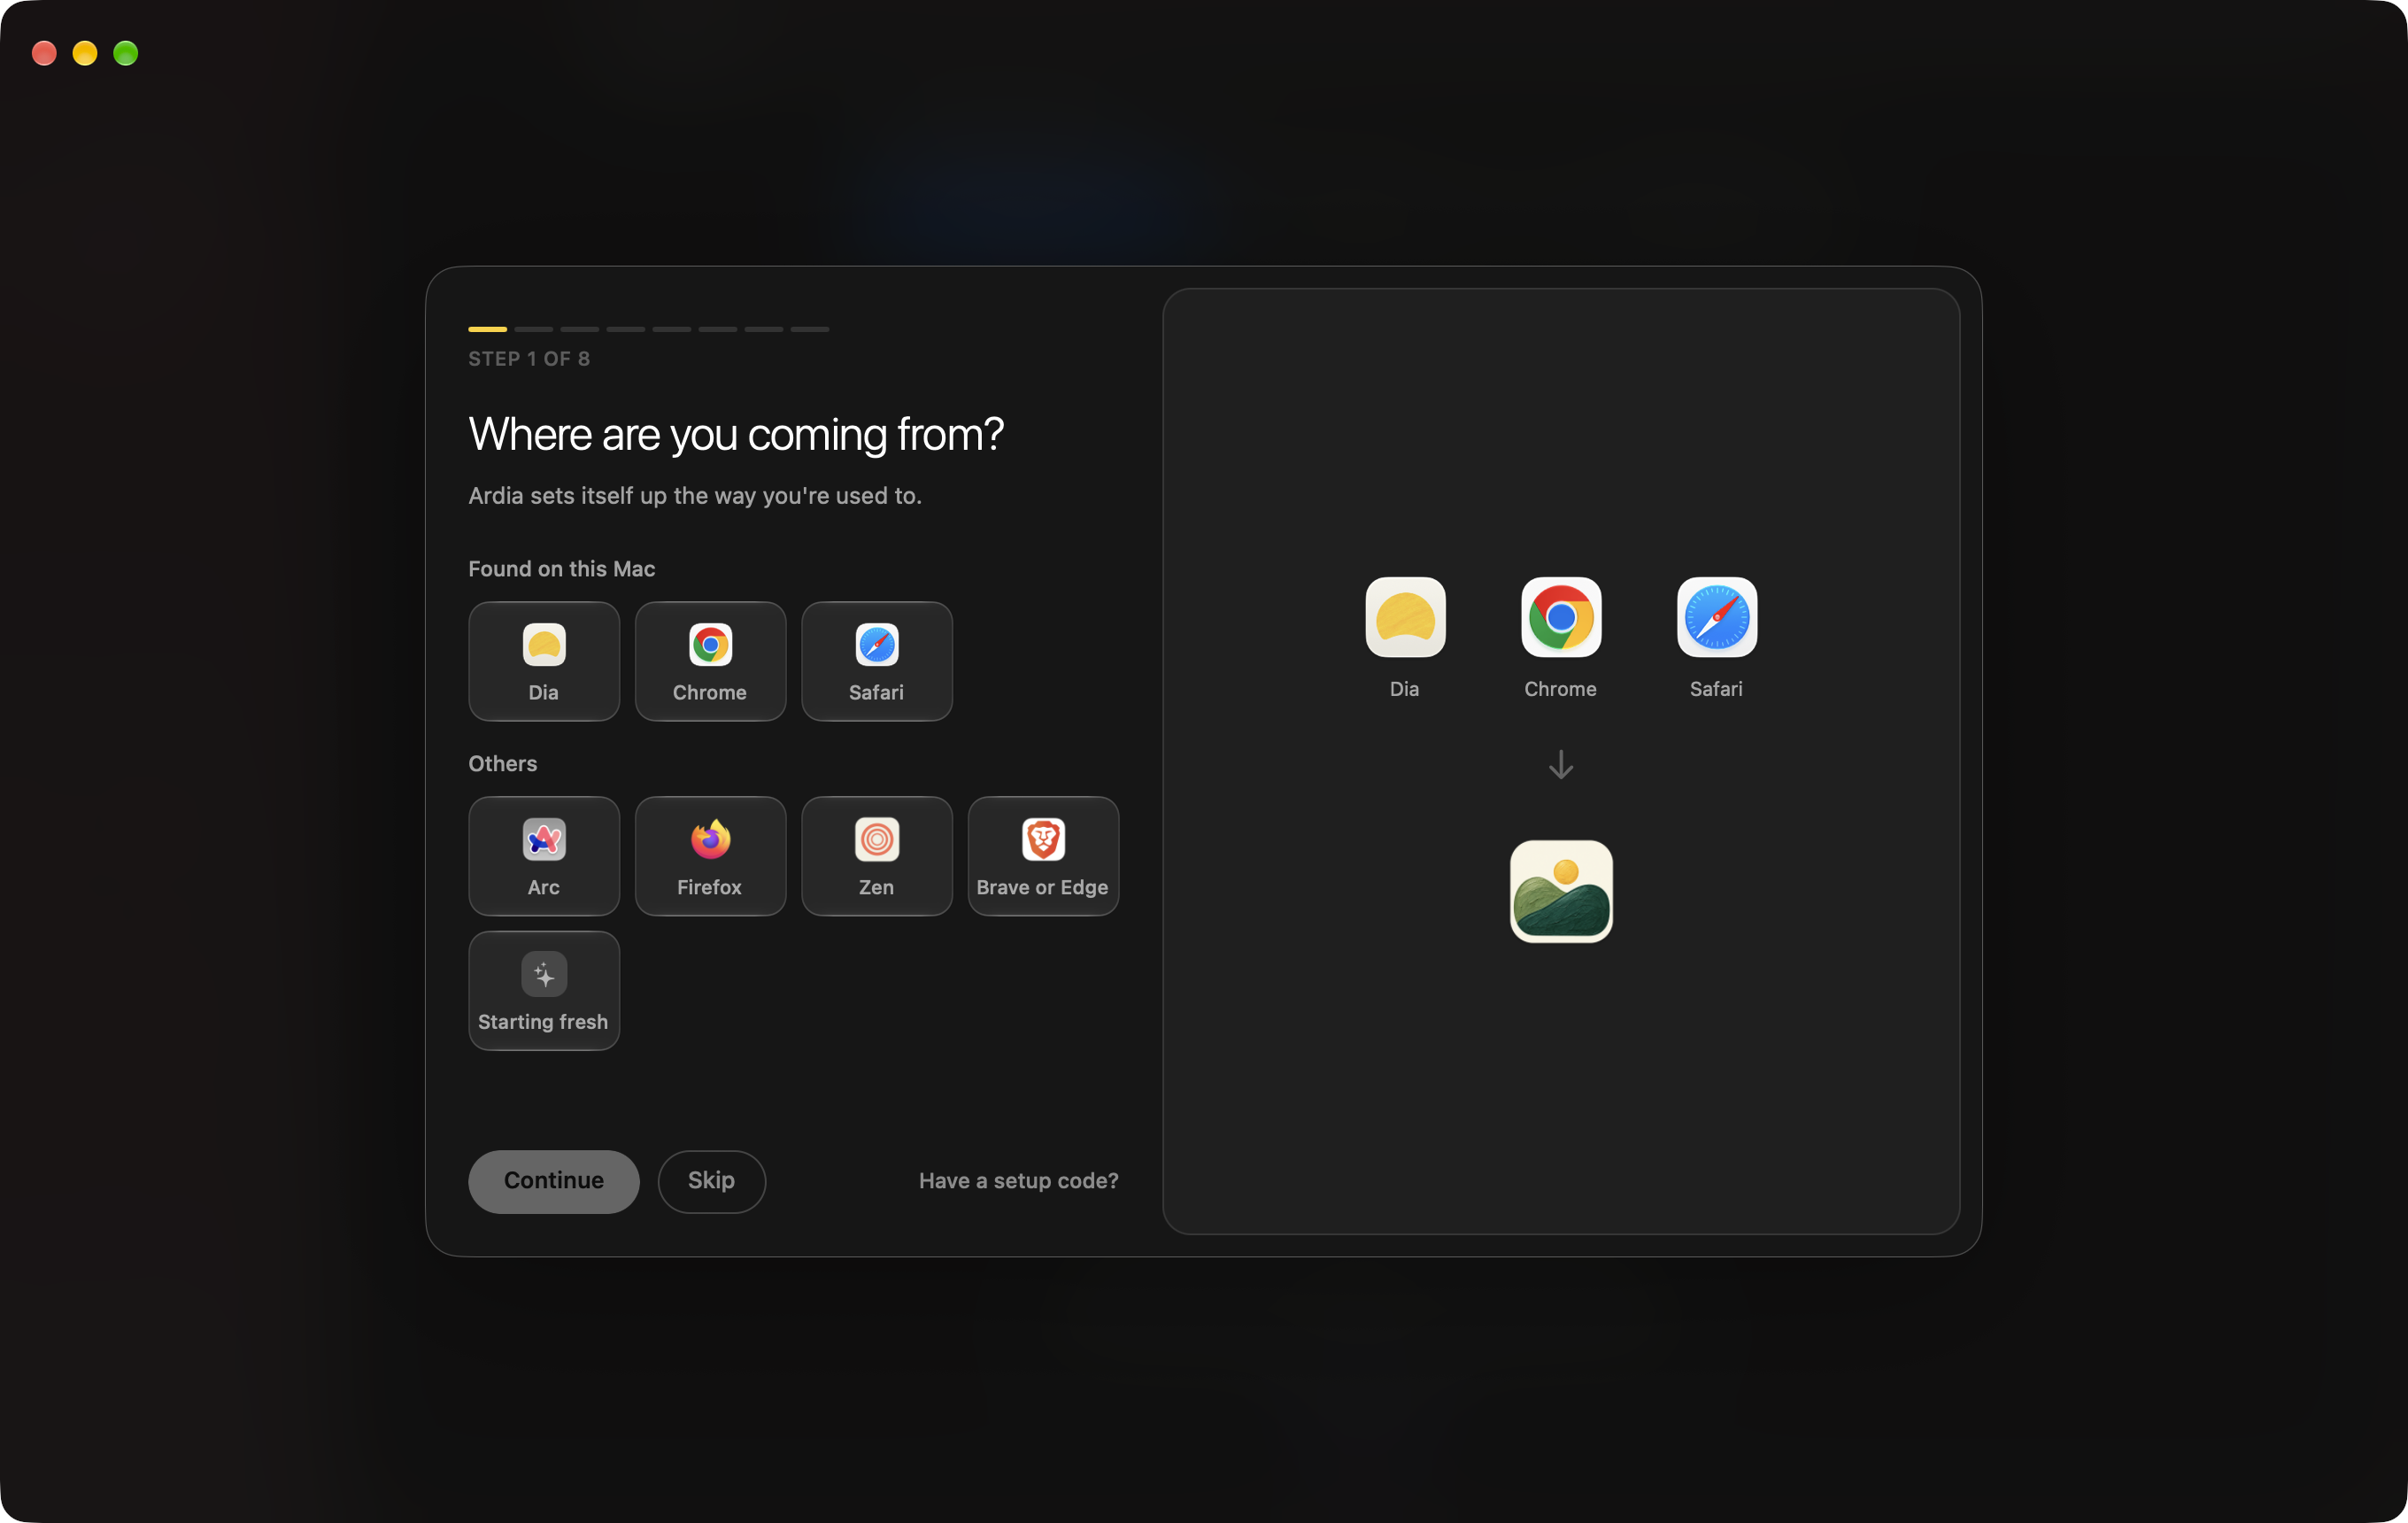 STEP 1 OF 8
Where are you coming from?
Ardia sets itself up the way you're used to.
Found on this Mac
Dia
Chrome
Safari
Others
Arc
Firefox
Zen
Brave or Edge
Starting fresh
Continue
Skip
Have a setup code?
Dia
Chrome
Safari